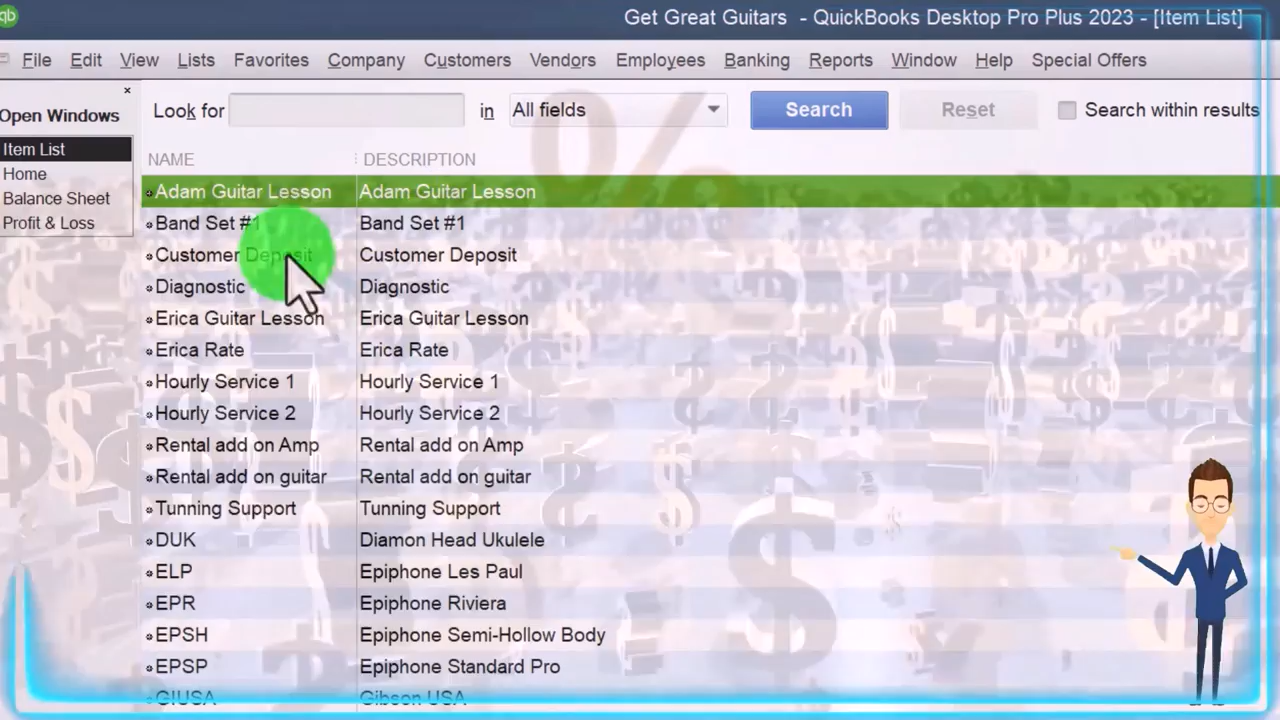 qb
Get Great Guitars - QuickBooks Desktop Pro Plus 2023 - [Item List]
File Edit View Lists Favorites Company Customers Vendors Employees Banking Reports Window Help Special Offers
Open Windows
Item List
Home
Balance Sheet
Profit & Loss
Look for in All fields Search Reset Search within results
NAME DESCRIPTION
Adam Guitar Lesson Adam Guitar Lesson
Band Set #1 Band Set #1
Customer Deposit Customer Deposit
Diagnostic Diagnostic
Erica Guitar Lesson Erica Guitar Lesson
Erica Rate Erica Rate
Hourly Service 1 Hourly Service 1
Hourly Service 2 Hourly Service 2
Rental add on Amp Rental add on Amp
Rental add on guitar Rental add on guitar
Tunning Support Tunning Support
DUK Diamon Head Ukulele
ELP Epiphone Les Paul
EPR Epiphone Riviera
EPSH Epiphone Semi-Hollow Body
EPSP Epiphone Standard Pro
GIUSA Gibson USA